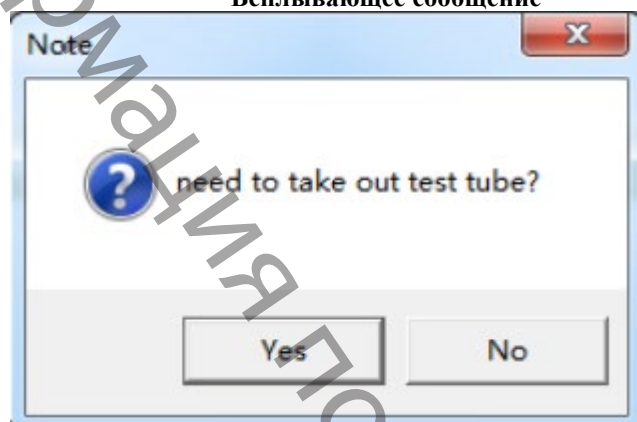 Всплывающее сообщение
Note
need to take out test tube?
Yes
No